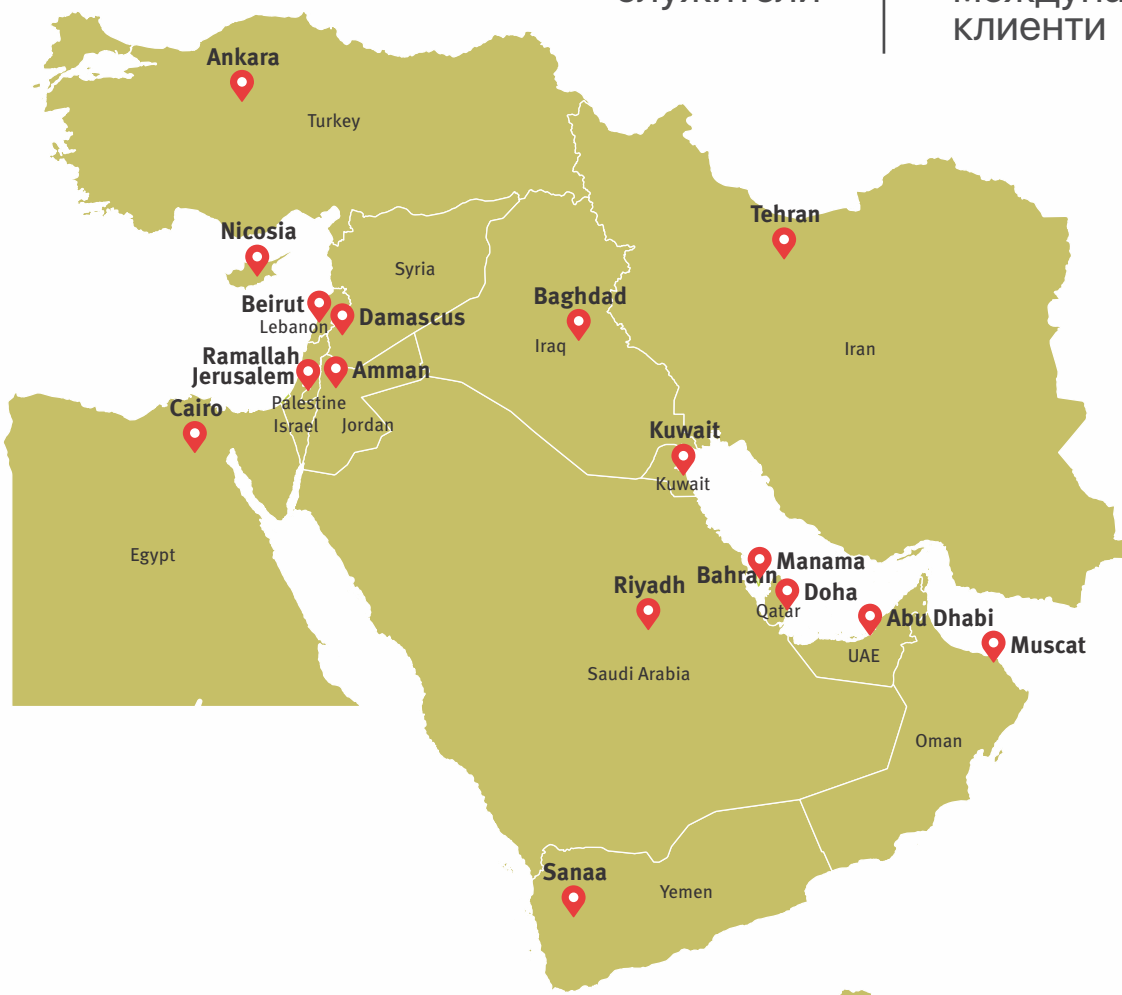 клиенти
Ankara
Turkey
Tehran
Nicosia
Syria
Beirut
Baghdad
Lebanon
Damascus
Iraq
Iran
Ramallah
Jerusalem
Amman
Palestine
Cairo
Israel
Jordan
Kuwait
Kuwait
Egypt
Manama
Bahrain
Riyadh
Doha
Qatar
Abu Dhabi
Muscat
UAE
Saudi Arabia
Oman
Sanaa
Yemen